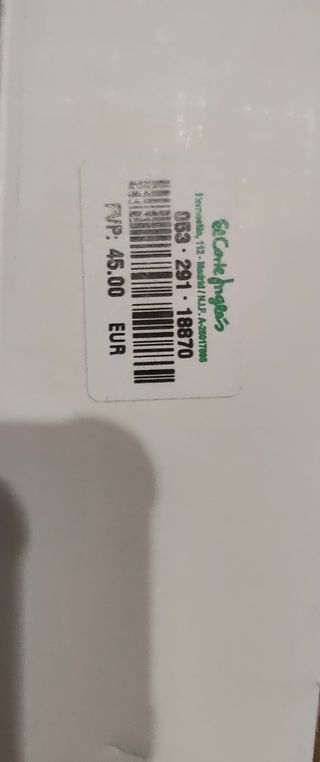 El Corte Inglés
Hermosilla, 112 - Madrid / N.I.F. A-28017895
053 · 291 · 18870
PVP: 45.00 EUR